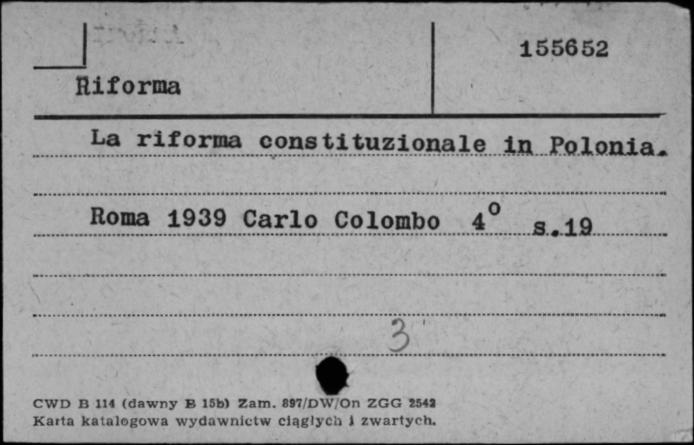 155652
Riforma
La riforma constituzionale in Polonia.
Roma 1939 Carlo Colombo 4° s.19
3
CWD B 114 (dawny B 15b) Zam. 897/DW/On ZGG 2542
Karta katalogowa wydawnictw ciągłych i zwartych.